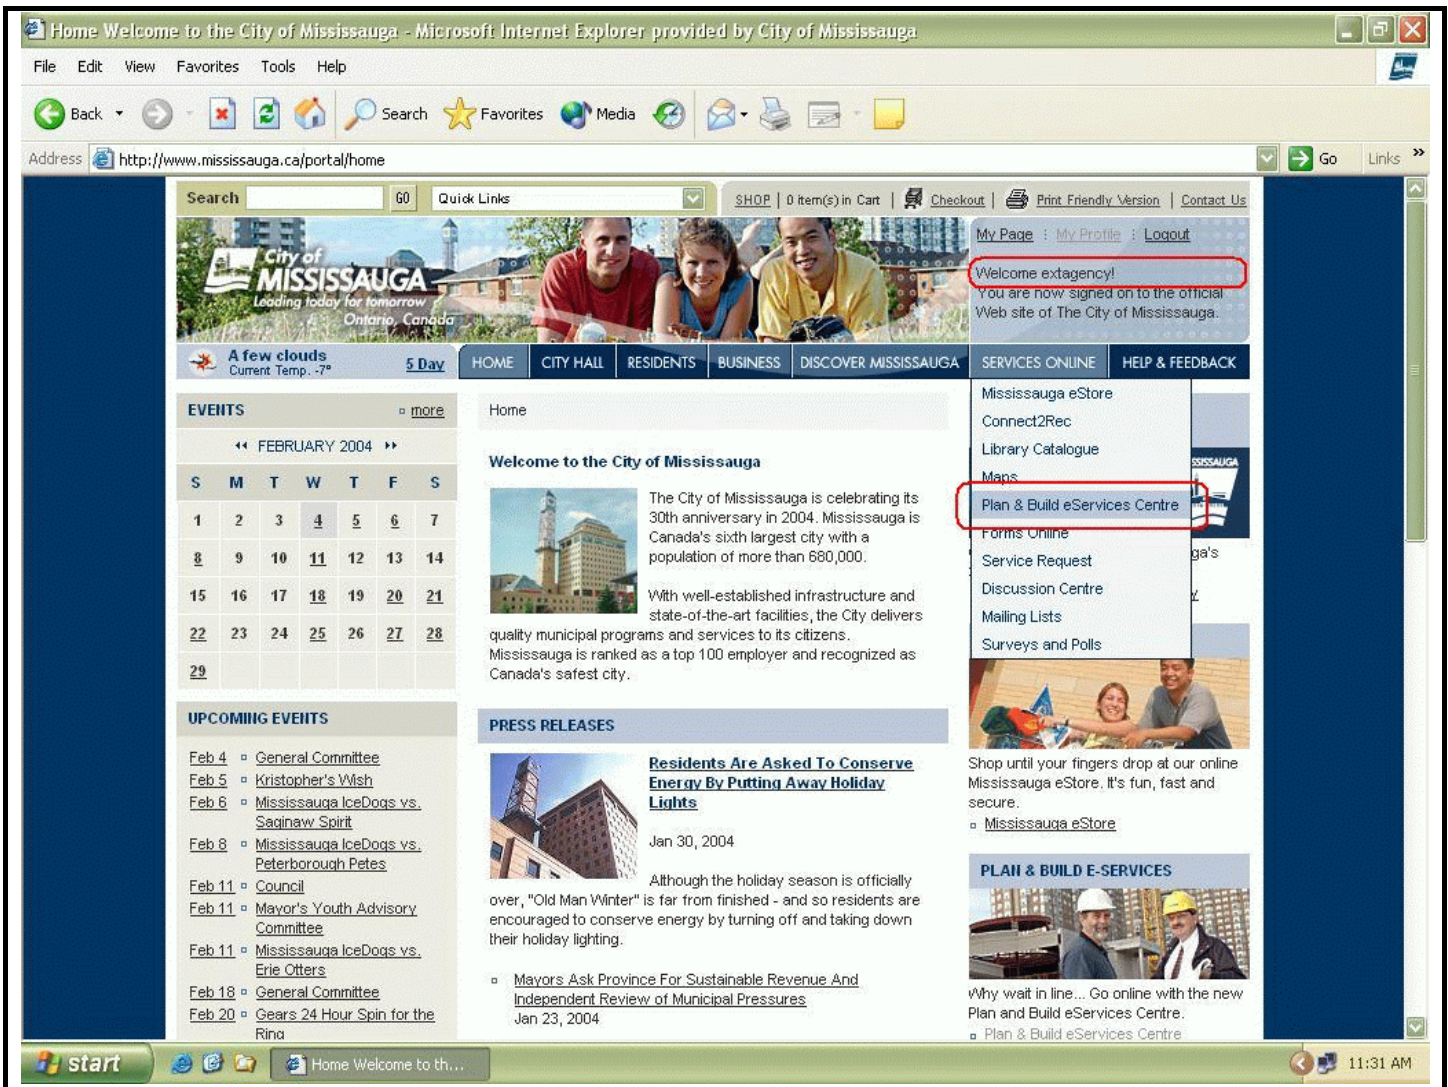 Home Welcome to the City of Mississauga - Microsoft Internet Explorer provided by City of Mississauga
File Edit View Favorites Tools Help
Back Search Favorites Media
Address http://www.mississauga.ca/portal/home Go Links »
Search GO Quick Links SHOP | 0 item(s) in Cart | Checkout | Print Friendly Version | Contact Us
City of
MISSISSAUGA
Leading today for tomorrow
Ontario, Canada
My Page : My Profile : Logout
Welcome extagency!
You are now signed on to the official
Web site of The City of Mississauga.
A few clouds
Current Temp. -7°
5 Day
HOME CITY HALL RESIDENTS BUSINESS DISCOVER MISSISSAUGA SERVICES ONLINE HELP & FEEDBACK
Mississauga eStore
Connect2Rec
Library Catalogue
Maps
Plan & Build eServices Centre
Forms Online
Service Request
Discussion Centre
Mailing Lists
Surveys and Polls
EVENTS more
FEBRUARY 2004
S M T W T F S
1 2 3 4 5 6 7
8 9 10 11 12 13 14
15 16 17 18 19 20 21
22 23 24 25 26 27 28
29
UPCOMING EVENTS
Feb 4 General Committee
Feb 5 Kristopher's Wish
Feb 6 Mississauga IceDogs vs.
Saginaw Spirit
Feb 8 Mississauga IceDogs vs.
Peterborough Petes
Feb 11 Council
Feb 11 Mayor's Youth Advisory
Committee
Feb 11 Mississauga IceDogs vs.
Erie Otters
Feb 18 General Committee
Feb 20 Gears 24 Hour Spin for the
Ring
Home
Welcome to the City of Mississauga
The City of Mississauga is celebrating its
30th anniversary in 2004. Mississauga is
Canada's sixth largest city with a
population of more than 680,000.
With well-established infrastructure and
state-of-the-art facilities, the City delivers
quality municipal programs and services to its citizens.
Mississauga is ranked as a top 100 employer and recognized as
Canada's safest city.
PRESS RELEASES
Residents Are Asked To Conserve
Energy By Putting Away Holiday
Lights
Jan 30, 2004
Although the holiday season is officially
over, "Old Man Winter" is far from finished - and so residents are
encouraged to conserve energy by turning off and taking down
their holiday lighting.
Mayors Ask Province For Sustainable Revenue And
Independent Review of Municipal Pressures
Jan 23, 2004
SSISSAUGA
ga's
Shop until your fingers drop at our online
Mississauga eStore. It's fun, fast and
secure.
Mississauga eStore
PLAN & BUILD E-SERVICES
Why wait in line... Go online with the new
Plan and Build eServices Centre.
Plan & Build eServices Centre
start Home Welcome to th... 11:31 AM